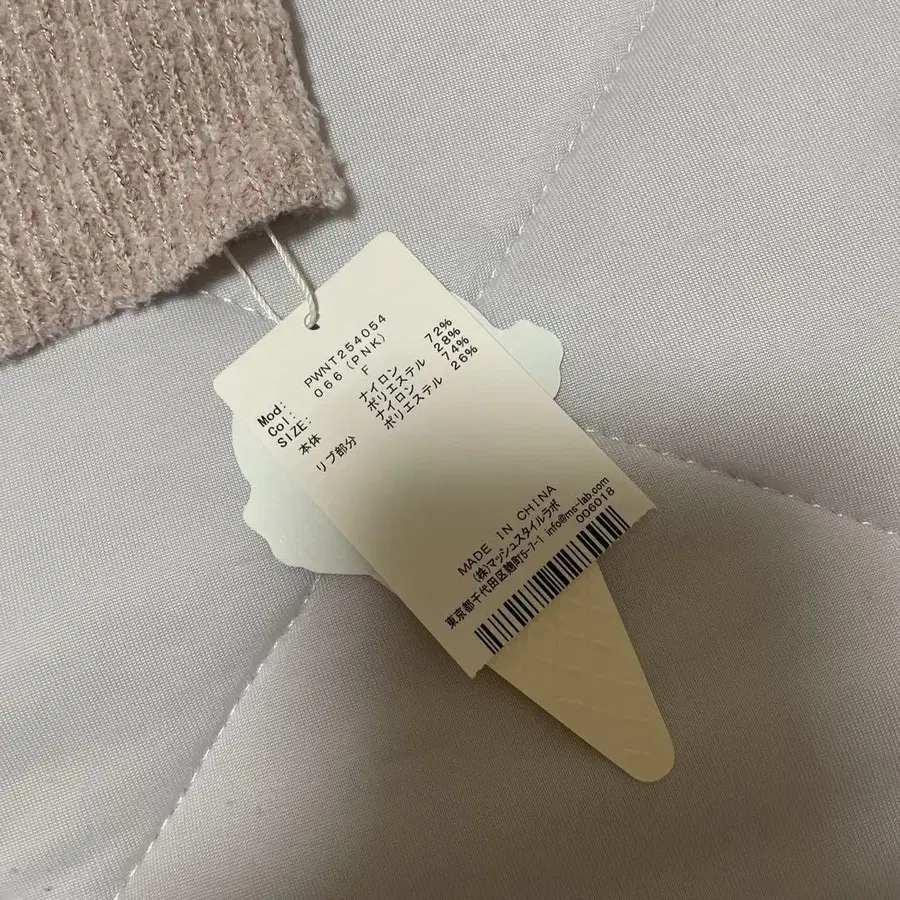 Mod: PWNT254054
Col: 066(PNK)
SIZE: F
本体 ナイロン 72%
ポリエステル 28%
リブ部分 ナイロン 74%
ポリエステル 26%
MADE IN CHINA
(株)マッシュスタイルラボ
東京都千代田区麹町5-7-1 info@ms-lab.com
006018